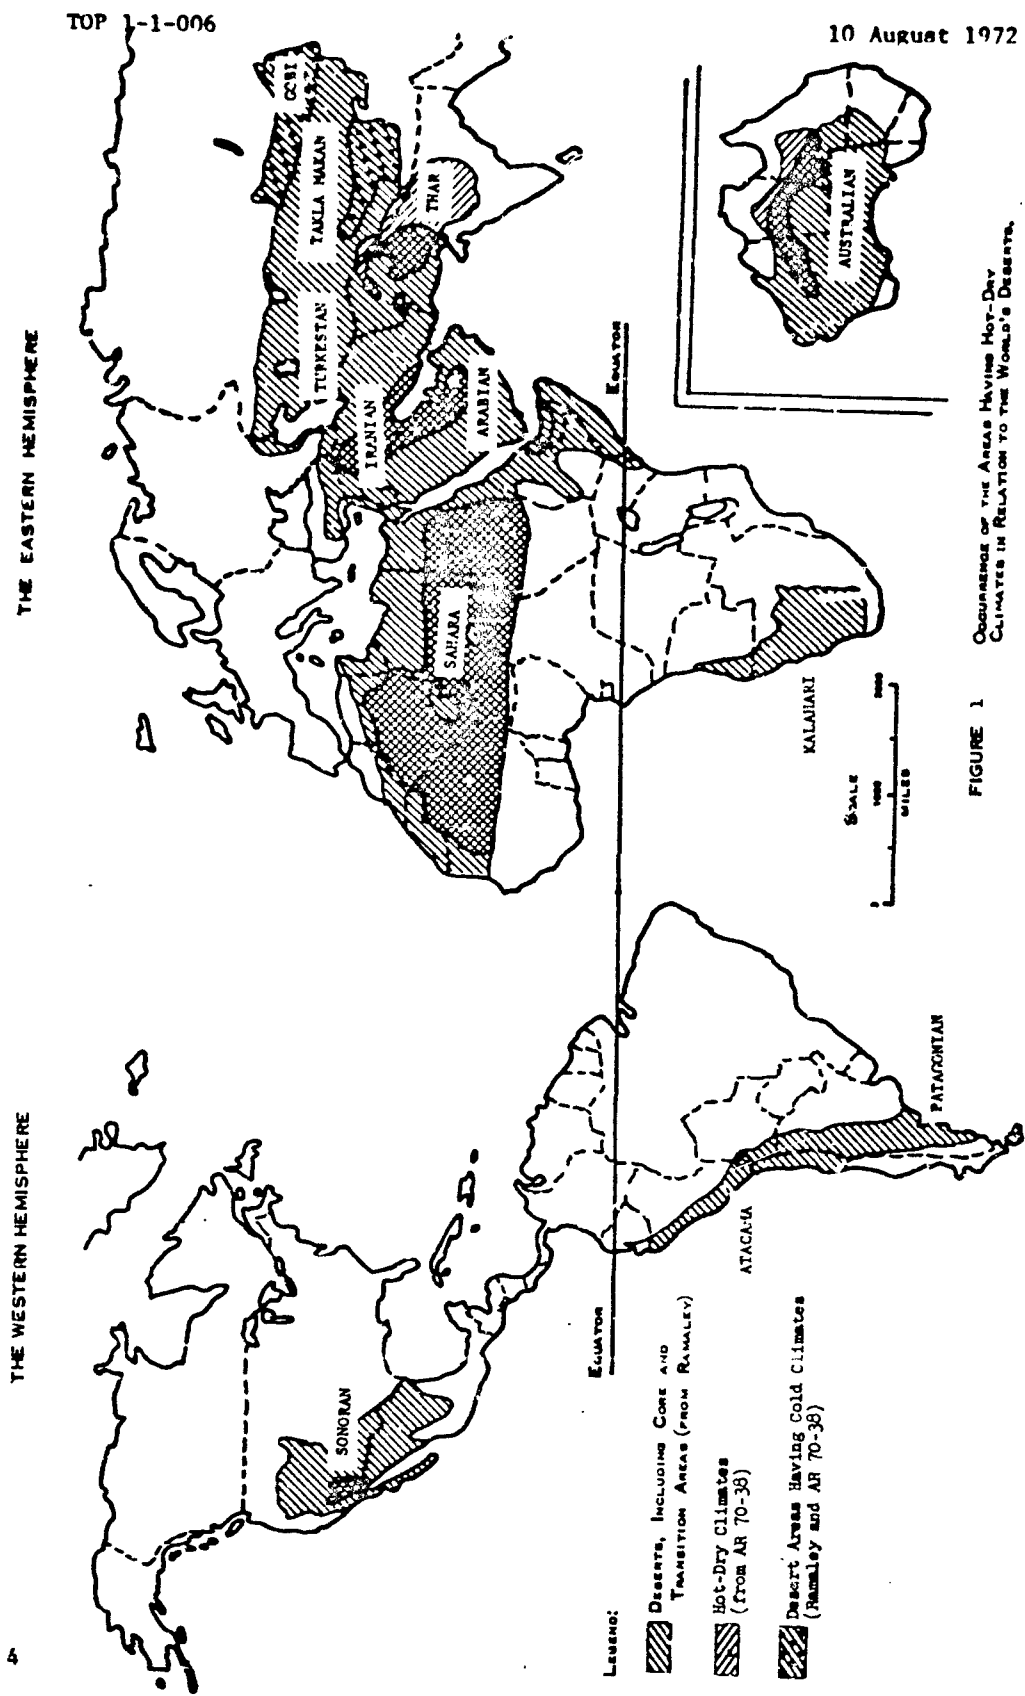 TOP 1-1-006
10 August 1972
THE EASTERN HEMISPHERE
GOBI
TAKLA MAKAN
THAR
TURKESTAN
IRANIAN
ARABIAN
SAHARA
KALAHARI
EQUATOR
AUSTRALIAN
SCALE
1000
2000
MILES
FIGURE 1 OCCURRENCE OF THE AREAS HAVING HOT-DRY
CLIMATES IN RELATION TO THE WORLD'S DESERTS.
THE WESTERN HEMISPHERE
SONORAN
EQUATOR
ATACAMA
PATAGONIAN
LEGEND:
DESERTS, INCLUDING CORE AND
TRANSITION AREAS (FROM RAMALEY)
Hot-Dry Climates
(from AR 70-38)
Desert Areas Having Cold Climates
(Ramaley and AR 70-38)
4